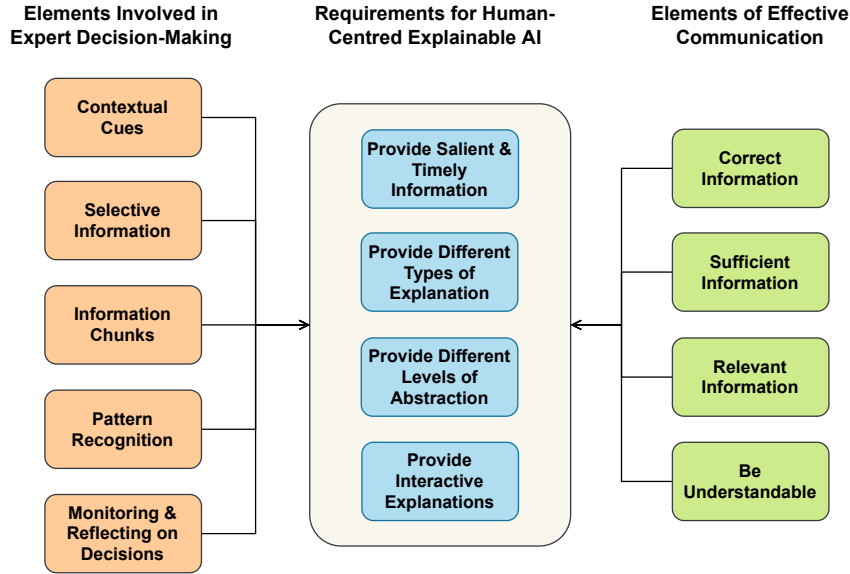 Elements Involved in
Expert Decision-Making
Requirements for Human-
Centred Explainable AI
Elements of Effective
Communication
Contextual
Cues
Selective
Information
Information
Chunks
Pattern
Recognition
Monitoring &
Reflecting on
Decisions
Provide Salient &
Timely
Information
Provide Different
Types of
Explanation
Provide Different
Levels of
Abstraction
Provide
Interactive
Explanations
Correct
Information
Sufficient
Information
Relevant
Information
Be
Understandable